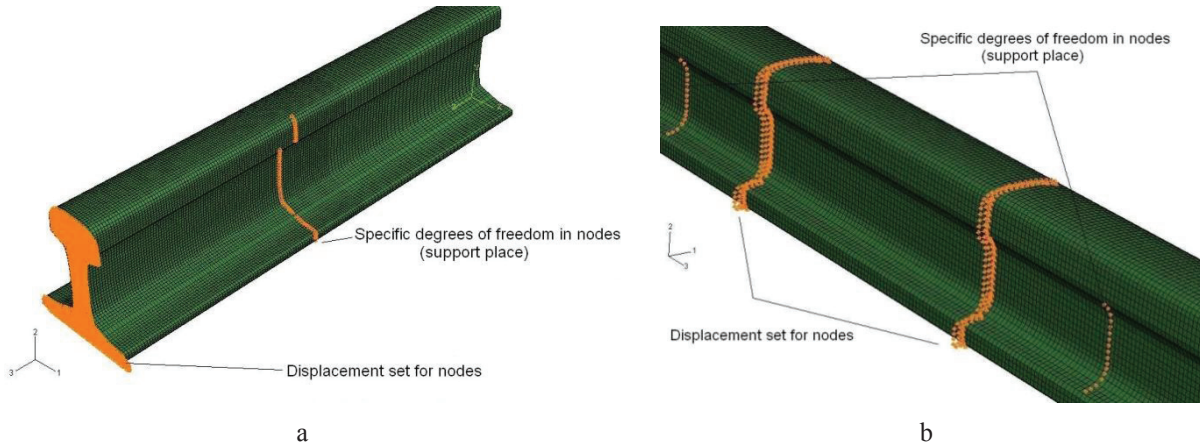 Specific degrees of freedom in nodes
(support place)
Displacement set for nodes
2
3
1
a
Specific degrees of freedom in nodes
(support place)
2
1
3
Displacement set for nodes
b